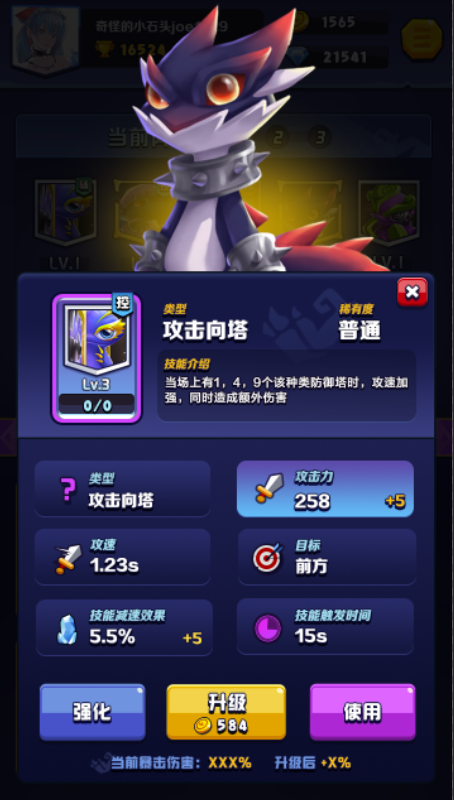 奇怪的小石头joe
1565
16524
21541
当前
2
3
LV.1
LV.1
控
Lv.3
0/0
类型
攻击向塔
稀有度
普通
技能介绍
当场上有1，4，9个该种类防御塔时，攻速加
强，同时造成额外伤害
类型
攻击向塔
攻击力
258
+5
攻速
1.23s
目标
前方
技能减速效果
5.5%
+5
技能触发时间
15s
强化
升级
584
使用
当前暴击伤害：XXX%
升级后 +X%